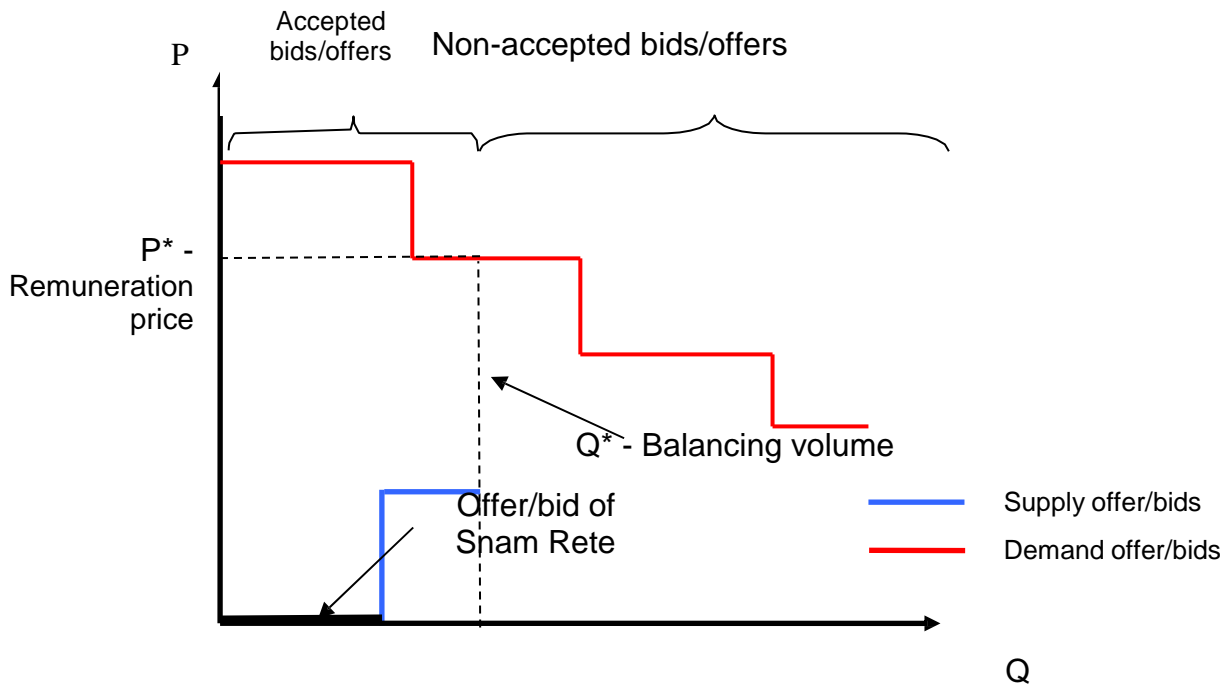 Accepted
bids/offers
Non-accepted bids/offers
P
P* -
Remuneration
price
Q* - Balancing volume
Offer/bid of
Snam Rete
Supply offer/bids
Demand offer/bids
Q